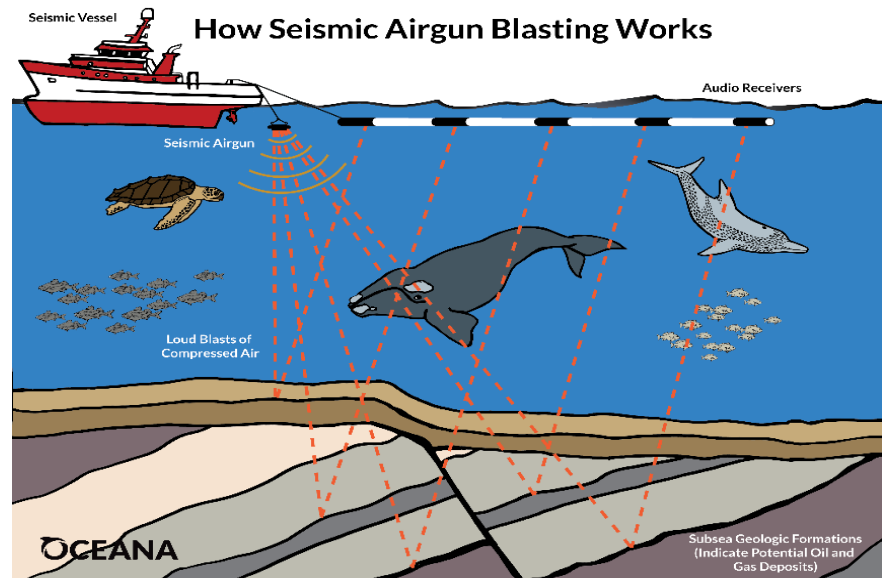 Seismic Vessel
How Seismic Airgun Blasting Works
Audio Receivers
Seismic Airgun
Loud Blasts of
Compressed Air
OCEANA
Subsea Geologic Formations
(Indicate Potential Oil and
Gas Deposits)